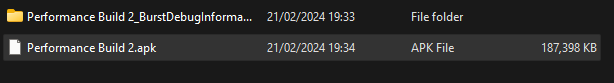 Performance Build 2_BurstDebugInforma... 21/02/2024 19:33 File folder
Performance Build 2.apk 21/02/2024 19:34 APK File 187,398 KB